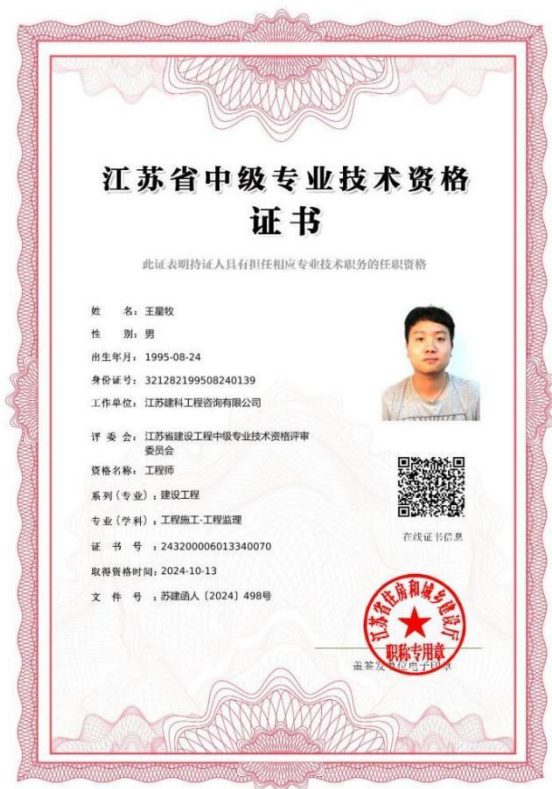 江苏省中级专业技术资格
证书
此证表明持证人具有担任相应专业技术职务的任职资格
姓 名：王星牧
性 别：男
出生年月：1995-08-24
身份证号：321282199508240139
工作单位：江苏建科工程咨询有限公司
评 委 会：江苏省建设工程中级专业技术资格评审
委员会
资格名称：工程师
系列(专业)：建设工程
专业(学科)：工程施工-工程监理
证 书 号：243200006013340070
取得资格时间：2024-10-13
文 件 号：苏建函人〔2024〕498号
在线证书信息
江苏省住房和城乡建设厅
职称专用章